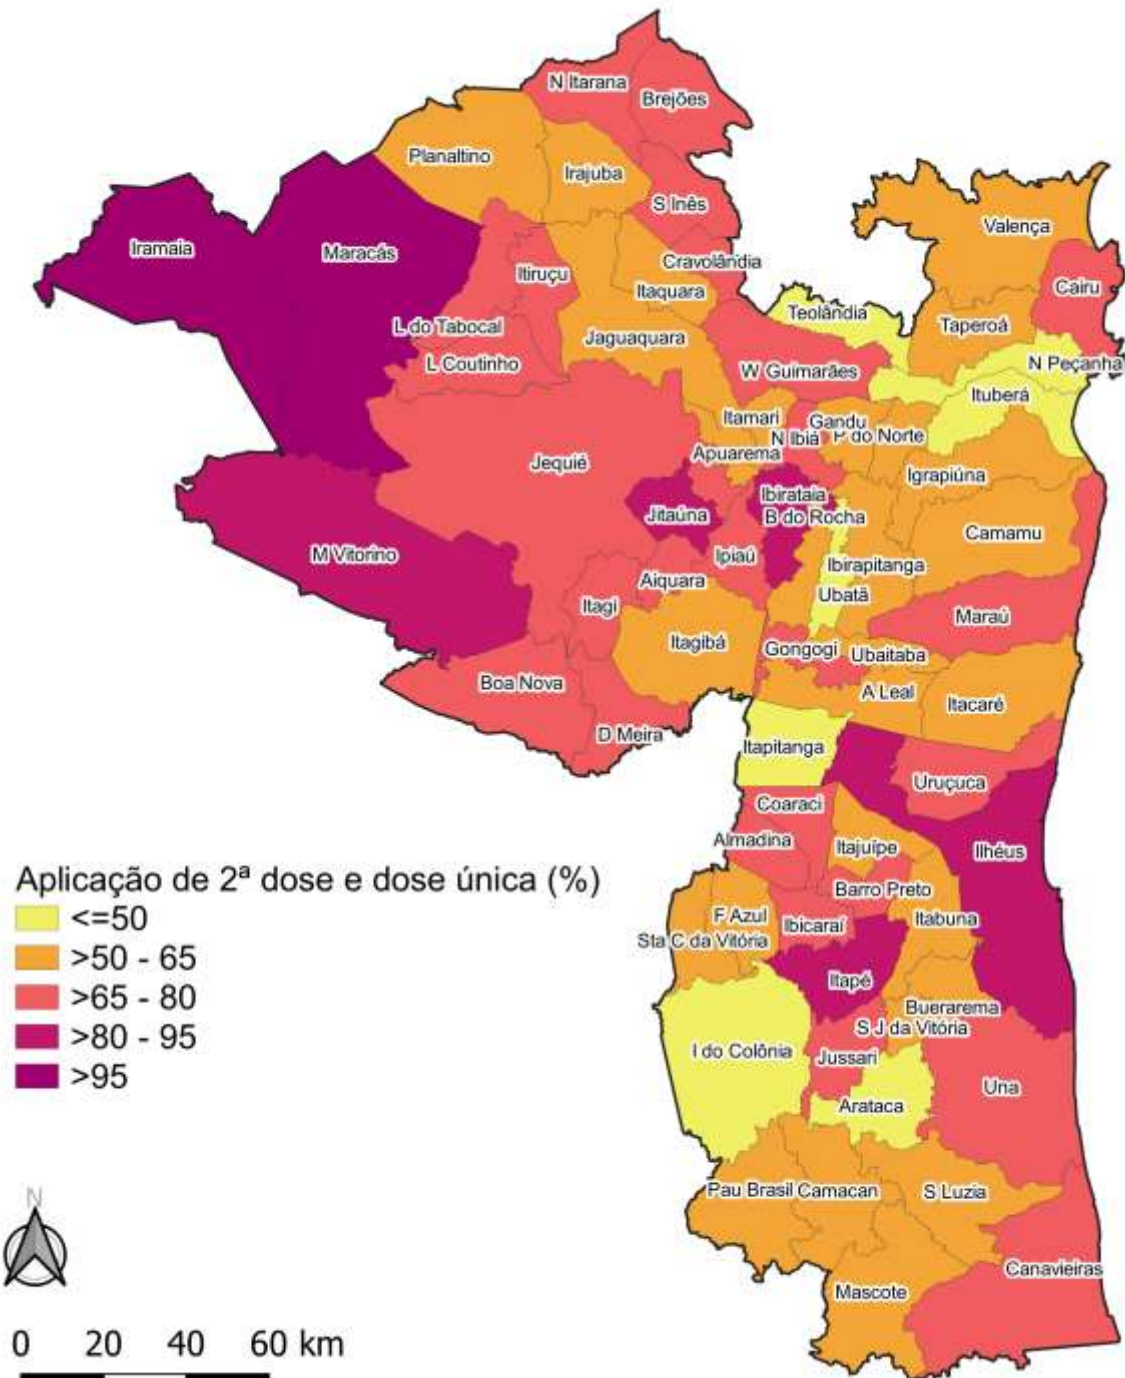 N Itarana
Brejões
Planaltino
Irajuba
S Inês
Valença
Iramaia
Maracás
Itiruçu
Cravolândia
Itaquara
Cairu
Teolândia
Taperoá
L do Tabocal
Jaguaquara
L Coutinho
W Guimarães
N Peçanha
Ituberá
Itamari
Gandu
N Ibiá
P do Norte
Apuarema
Jequié
Igrapiúna
Ibirataia
Jitaúna
B do Rocha
Camamu
M Vitorino
Ipiaú
Ibirapitanga
Aiquara
Ubatã
Itagi
Maraú
Itagibá
Gongogi
Ubaitaba
Boa Nova
A Leal
Itacaré
D Meira
Itapitanga
Uruçuca
Coaraci
Almadina
Itajuípe
Ilhéus
Barro Preto
F Azul
Ibicaraí
Itabuna
Sta C da Vitória
Itapé
Buerarema
S J da Vitória
I do Colônia
Jussari
Una
Arataca
Pau Brasil
Camacan
S Luzia
Canavieiras
Mascote
Aplicação de 2ª dose e dose única (%)
<=50
>50 - 65
>65 - 80
>80 - 95
>95
N
0 20 40 60 km